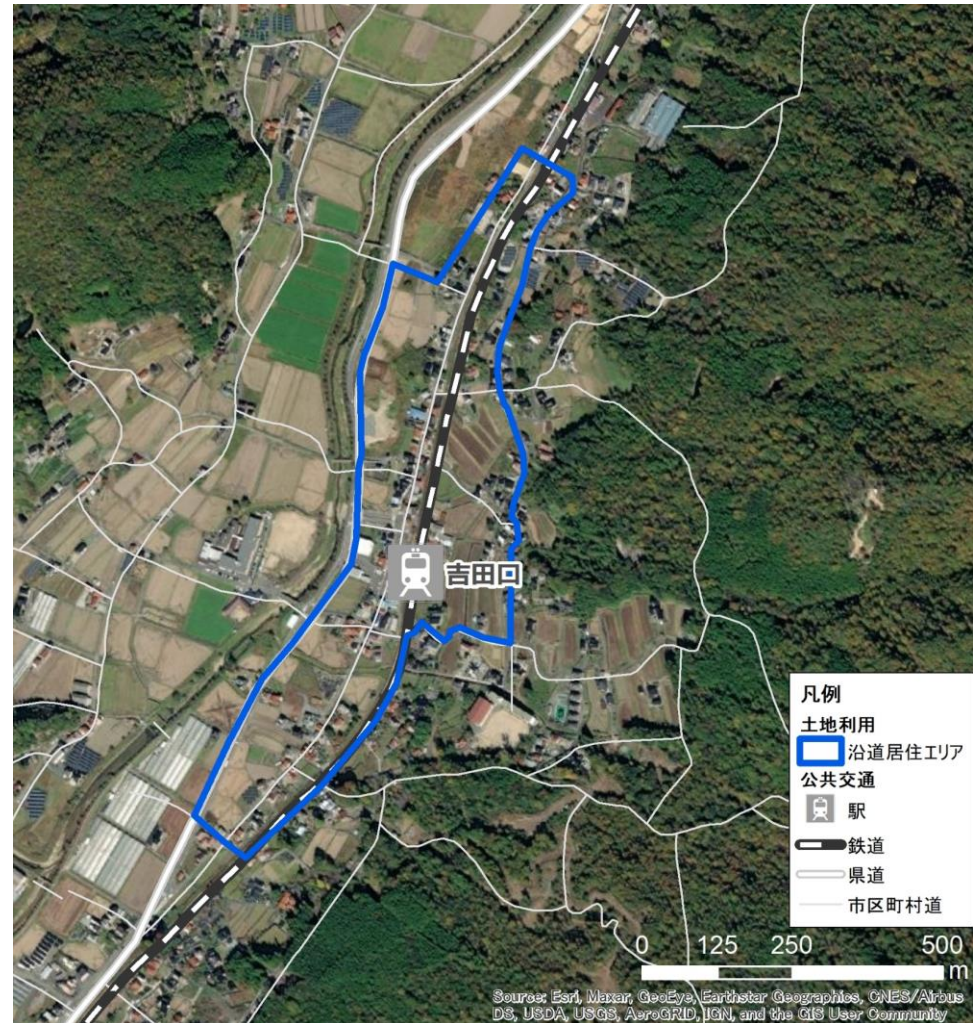 吉田口
凡例
土地利用
沿道居住エリア
公共交通
駅
鉄道
県道
市区町村道
0 125 250 500
m
Source: Esri, Maxar, GeoEye, Earthstar Geographics, CNES/Airbus
DS, USDA, USGS, AeroGRID, IGN, and the GIS User Community